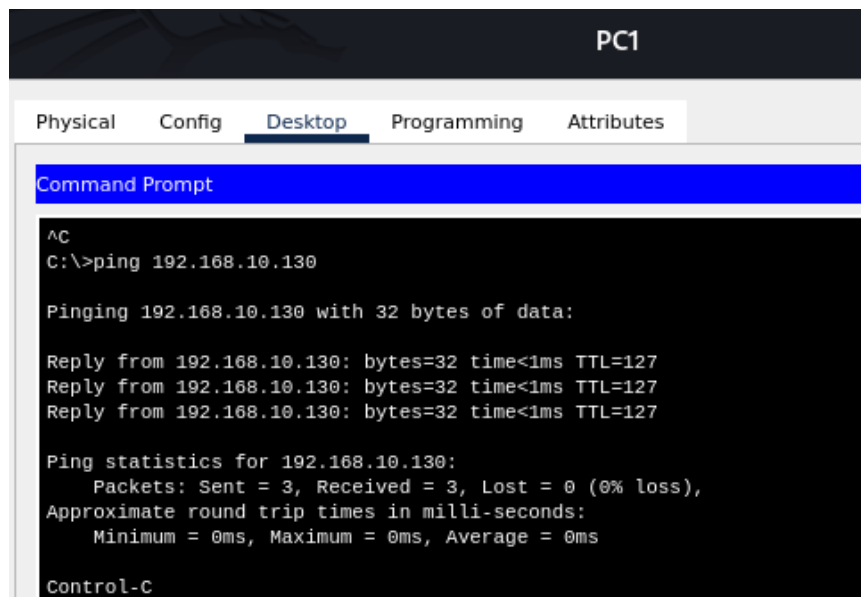 PC1
Physical Config Desktop Programming Attributes
Command Prompt
^C
C:\>ping 192.168.10.130
Pinging 192.168.10.130 with 32 bytes of data:
Reply from 192.168.10.130: bytes=32 time<1ms TTL=127
Reply from 192.168.10.130: bytes=32 time<1ms TTL=127
Reply from 192.168.10.130: bytes=32 time<1ms TTL=127
Ping statistics for 192.168.10.130:
Packets: Sent = 3, Received = 3, Lost = 0 (0% loss),
Approximate round trip times in milli-seconds:
Minimum = 0ms, Maximum = 0ms, Average = 0ms
Control-C